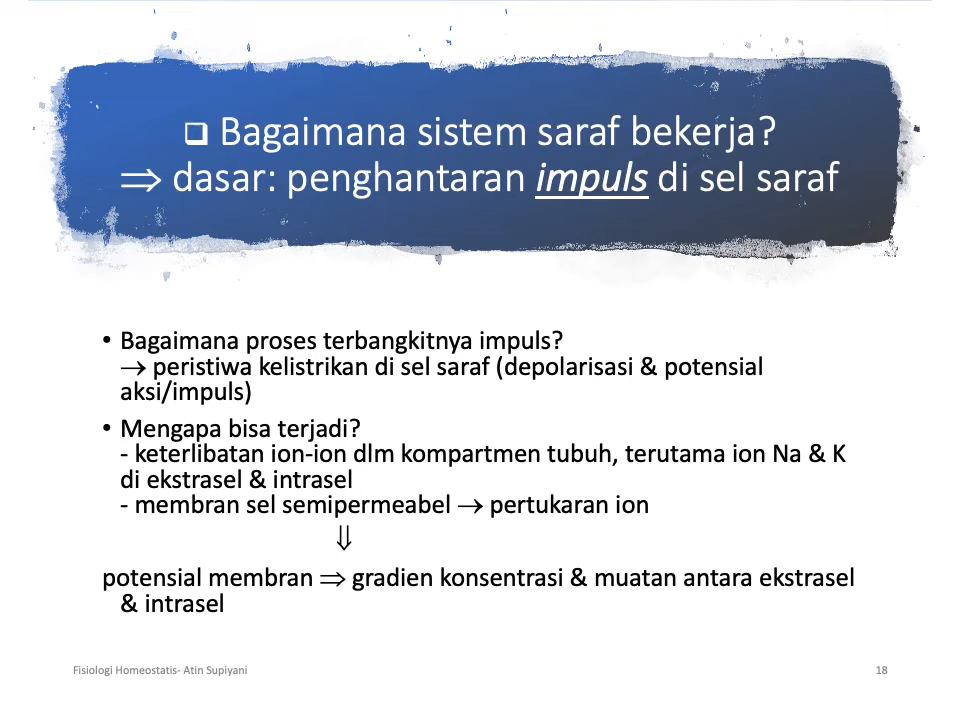 ❑ Bagaimana sistem saraf bekerja?
⇒ dasar: penghantaran impuls di sel saraf
• Bagaimana proses terbangkitnya impuls?
→ peristiwa kelistrikan di sel saraf (depolarisasi & potensial
aksi/impuls)
• Mengapa bisa terjadi?
- keterlibatan ion-ion dlm kompartmen tubuh, terutama ion Na & K
di ekstrasel & intrasel
- membran sel semipermeabel → pertukaran ion
⇓
potensial membran ⇒ gradien konsentrasi & muatan antara ekstrasel
& intrasel
Fisiologi Homeostatis- Atin Supiyani
18